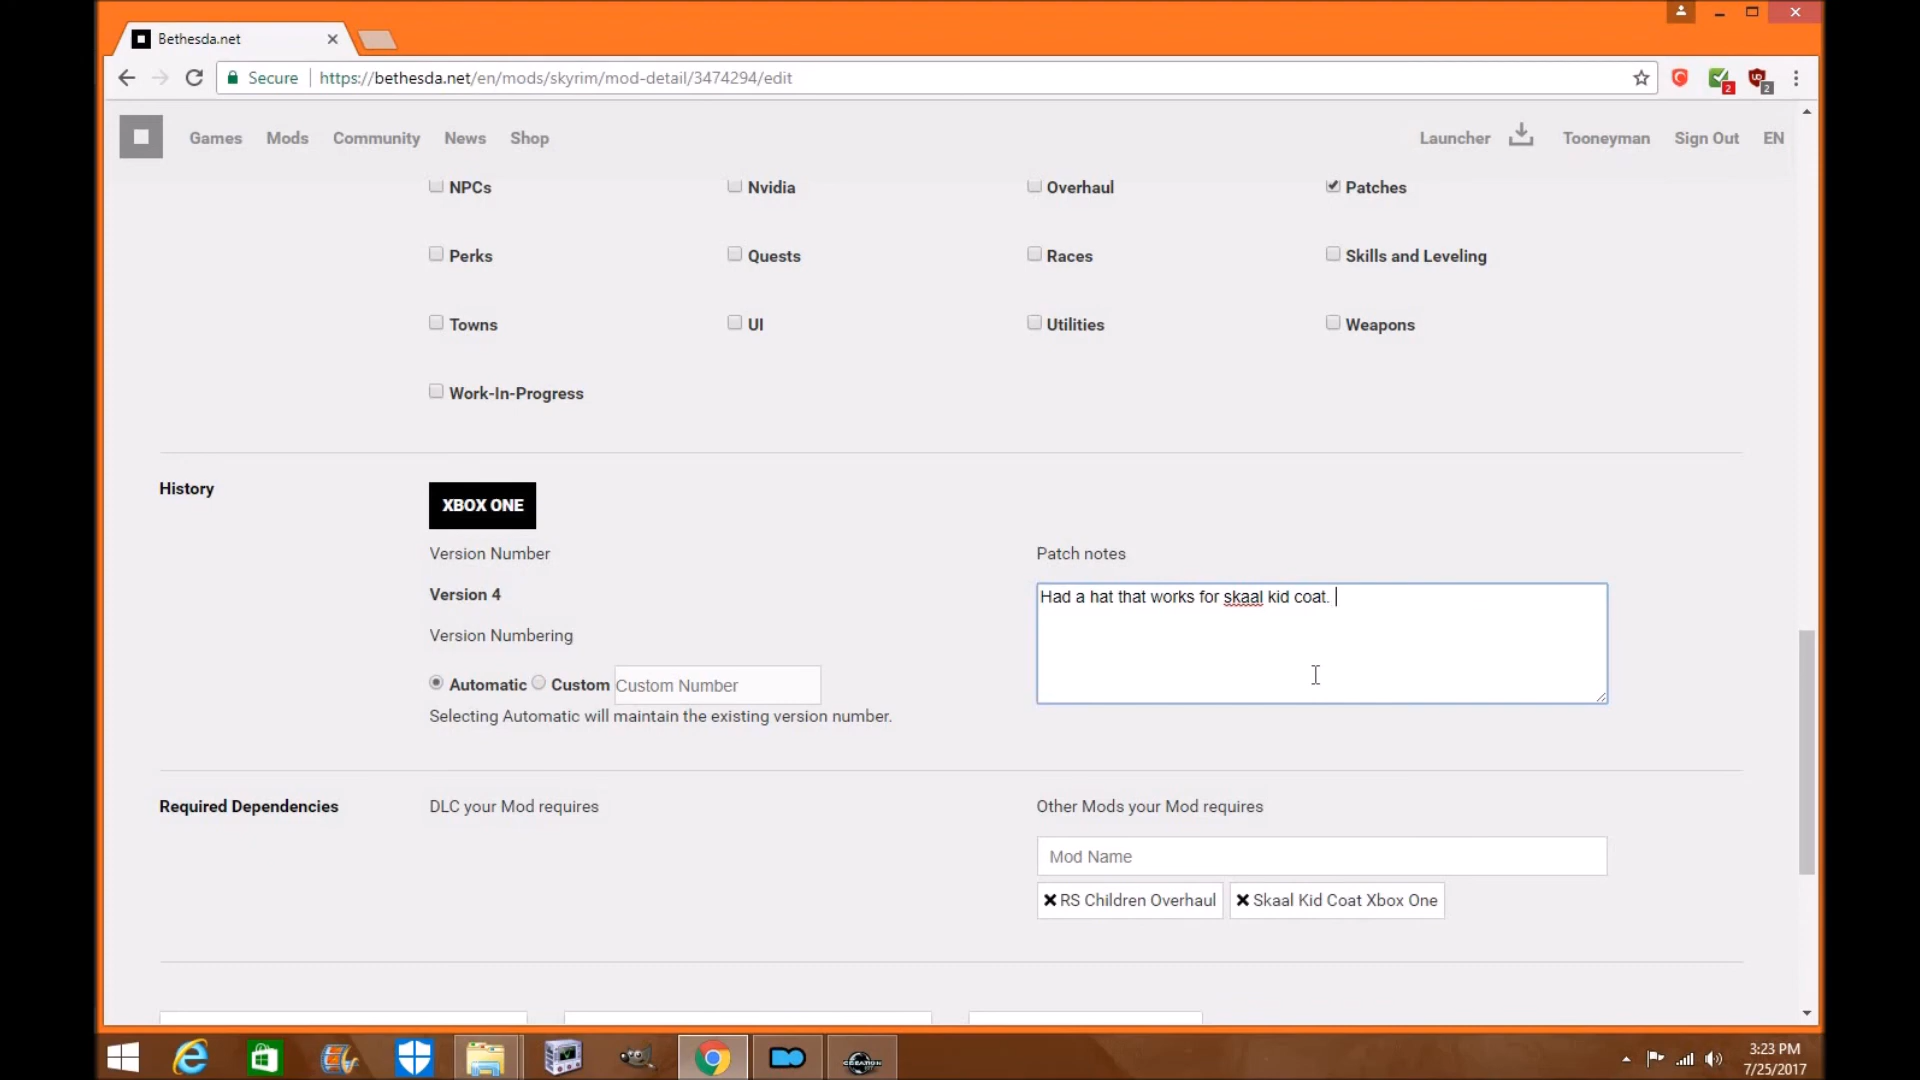 Bethesda.net
Secure https://bethesda.net/en/mods/skyrim/mod-detail/3474294/edit
2
2
Games Mods Community News Shop Launcher Tooneyman Sign Out EN
NPCs Nvidia Overhaul Patches
Perks Quests Races Skills and Leveling
Towns UI Utilities Weapons
Work-In-Progress
History
XBOX ONE
Version Number
Patch notes
Version 4
Had a hat that works for skaal kid coat.
Version Numbering
Automatic Custom Custom Number
Selecting Automatic will maintain the existing version number.
Required Dependencies
DLC your Mod requires
Other Mods your Mod requires
Mod Name
RS Children Overhaul Skaal Kid Coat Xbox One
CREATION
3:23 PM
7/25/2017